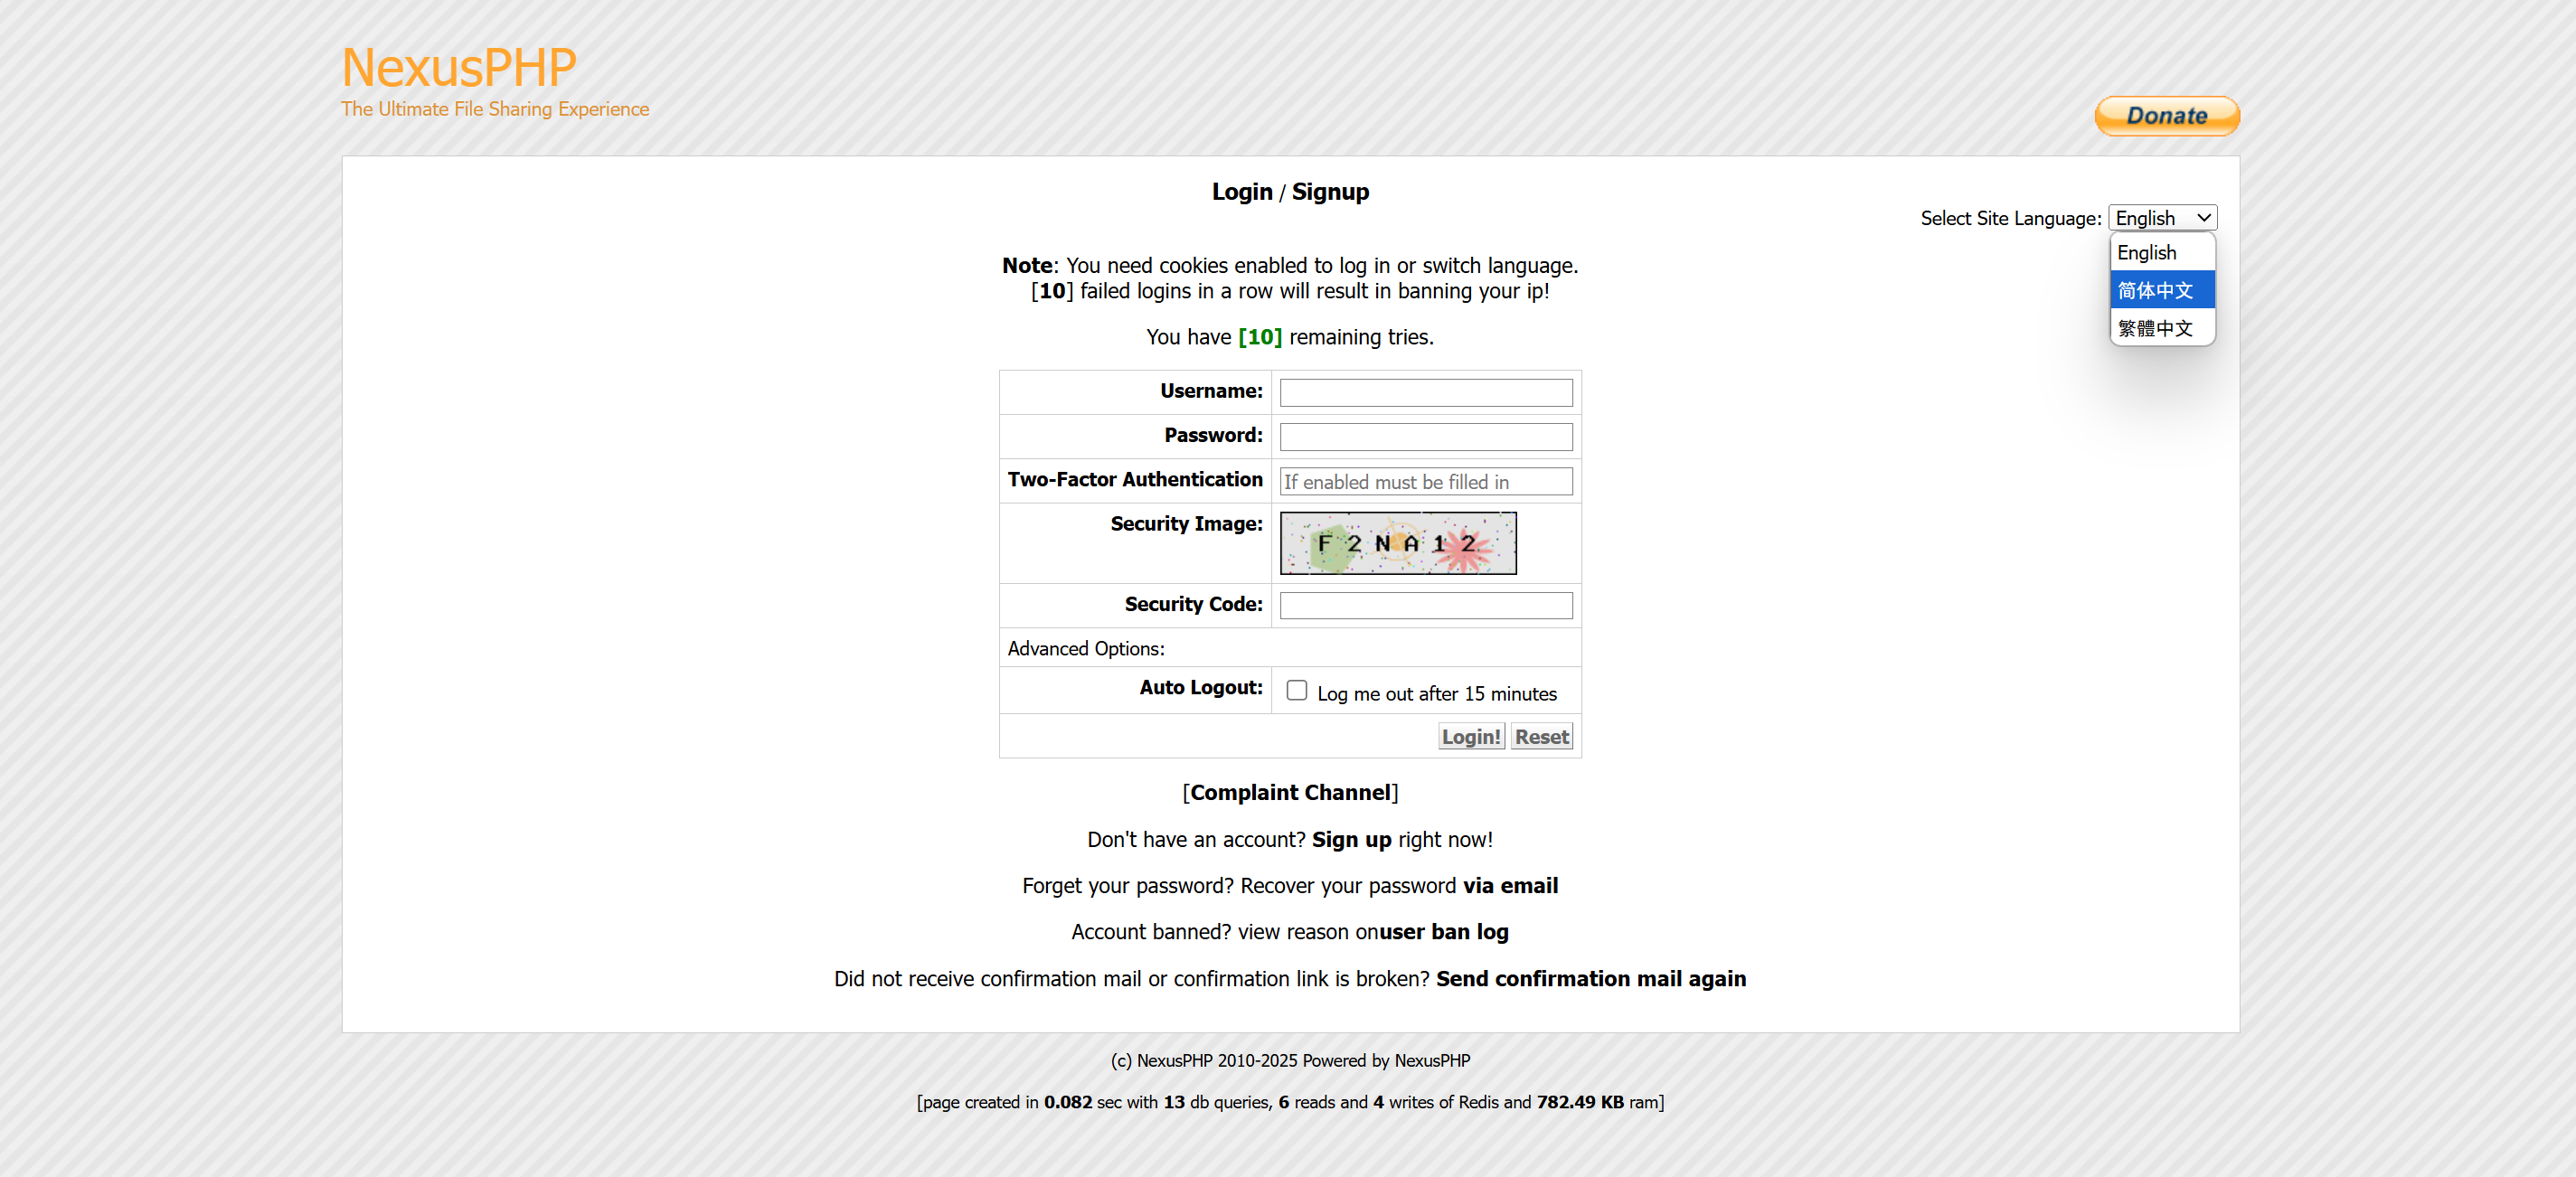 NexusPHP
The Ultimate File Sharing Experience
Donate
Login / Signup
Select Site Language: English
English
简体中文
繁體中文
Note: You need cookies enabled to log in or switch language.
[10] failed logins in a row will result in banning your ip!
You have [10] remaining tries.
Username:
Password:
Two-Factor Authentication If enabled must be filled in
Security Image: F 2 N A 1 2
Security Code:
Advanced Options:
Auto Logout: Log me out after 15 minutes
Login! Reset
[Complaint Channel]
Don't have an account? Sign up right now!
Forget your password? Recover your password via email
Account banned? view reason onuser ban log
Did not receive confirmation mail or confirmation link is broken? Send confirmation mail again
(c) NexusPHP 2010-2025 Powered by NexusPHP
[page created in 0.082 sec with 13 db queries, 6 reads and 4 writes of Redis and 782.49 KB ram]